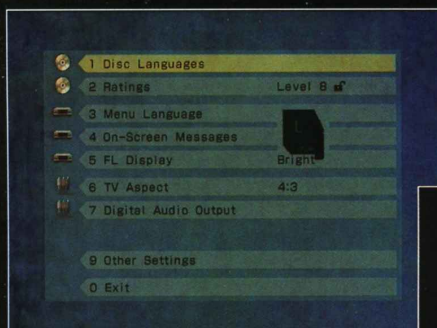 1 Disc Languages
2 Ratings Level 8
3 Menu Language
4 On-Screen Messages
5 FL Display Bright
6 TV Aspect 4:3
7 Digital Audio Output
9 Other Settings
0 Exit